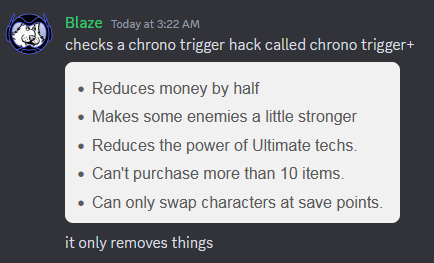 Blaze Today at 3:22 AM
checks a chrono trigger hack called chrono trigger+
• Reduces money by half
• Makes some enemies a little stronger
• Reduces the power of Ultimate techs.
• Can't purchase more than 10 items.
• Can only swap characters at save points.
it only removes things